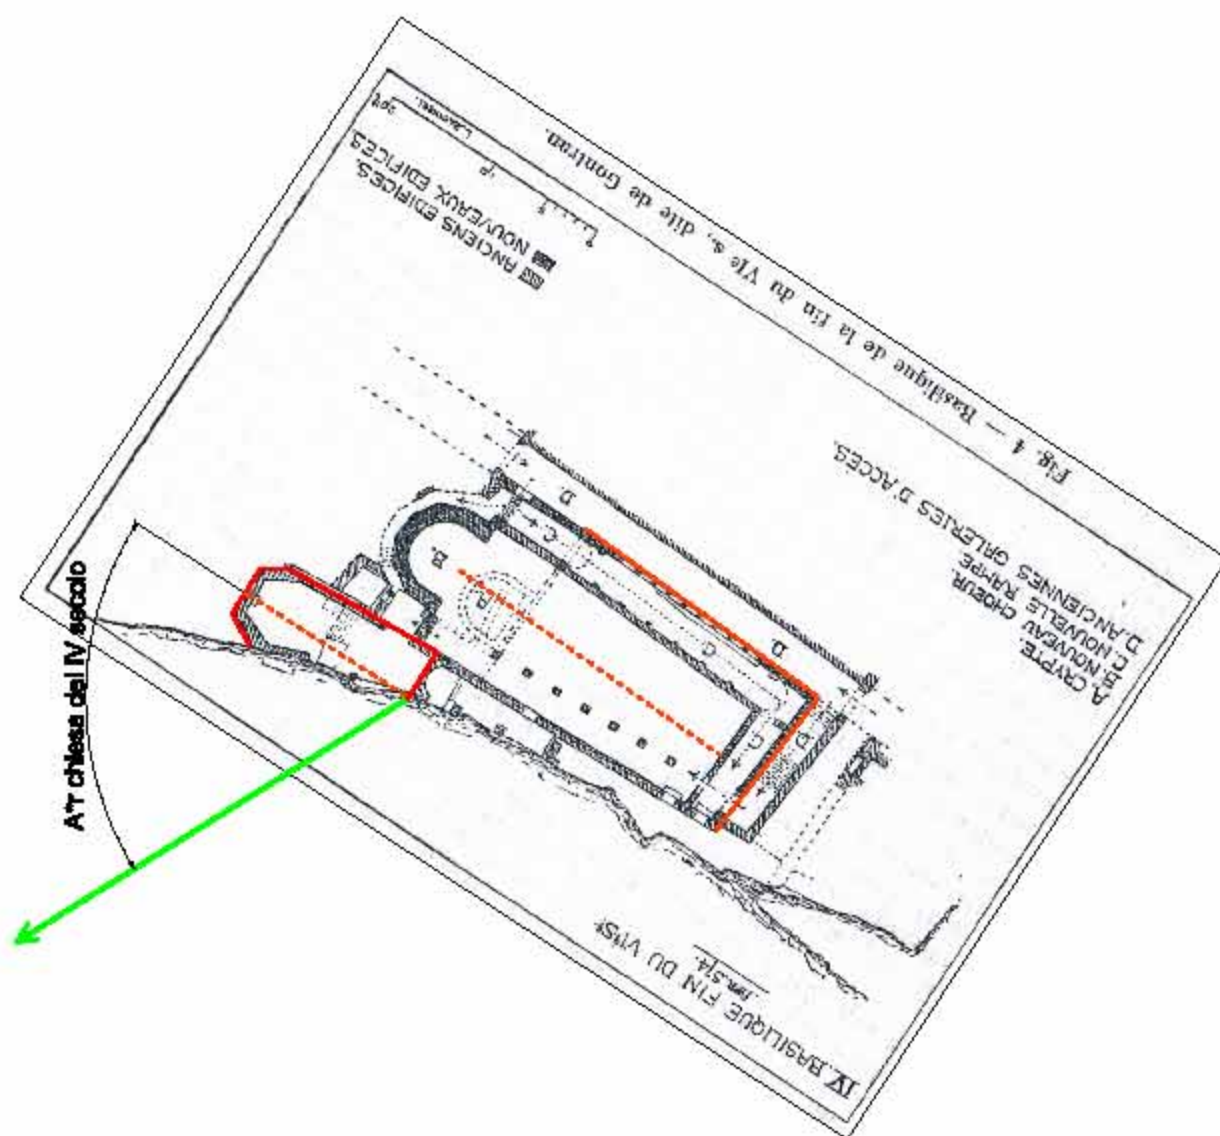 IV. BASILIQUE FIN DU VIᵉ Sᵉ
ANCIENS EDIFICES.
NOUVEAUX EDIFICES
A. CRYPTE.
B. NOUVEAU CHOEUR.
C. NOUVELLE RAMPE
D. ANCIENNES GALERIES D'ACCES.
B.
A
C
C
C
D.
D.
D
Fig. 4 — Basilique de la fin du VIe s., dite de Gontran.
chiesa del IV secolo